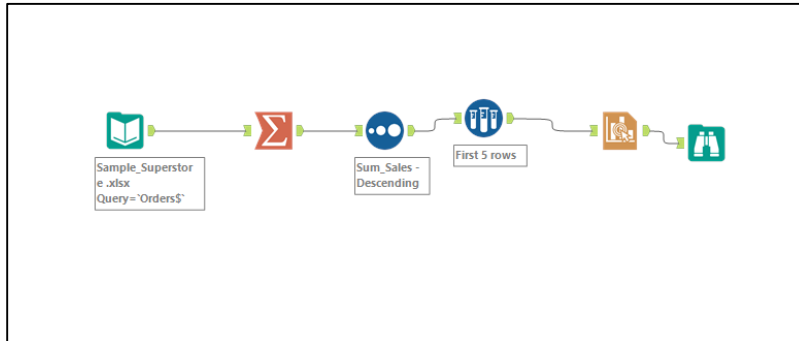 Sample_Superstor
e .xlsx
Query=`Orders$`
Sum_Sales -
Descending
First 5 rows